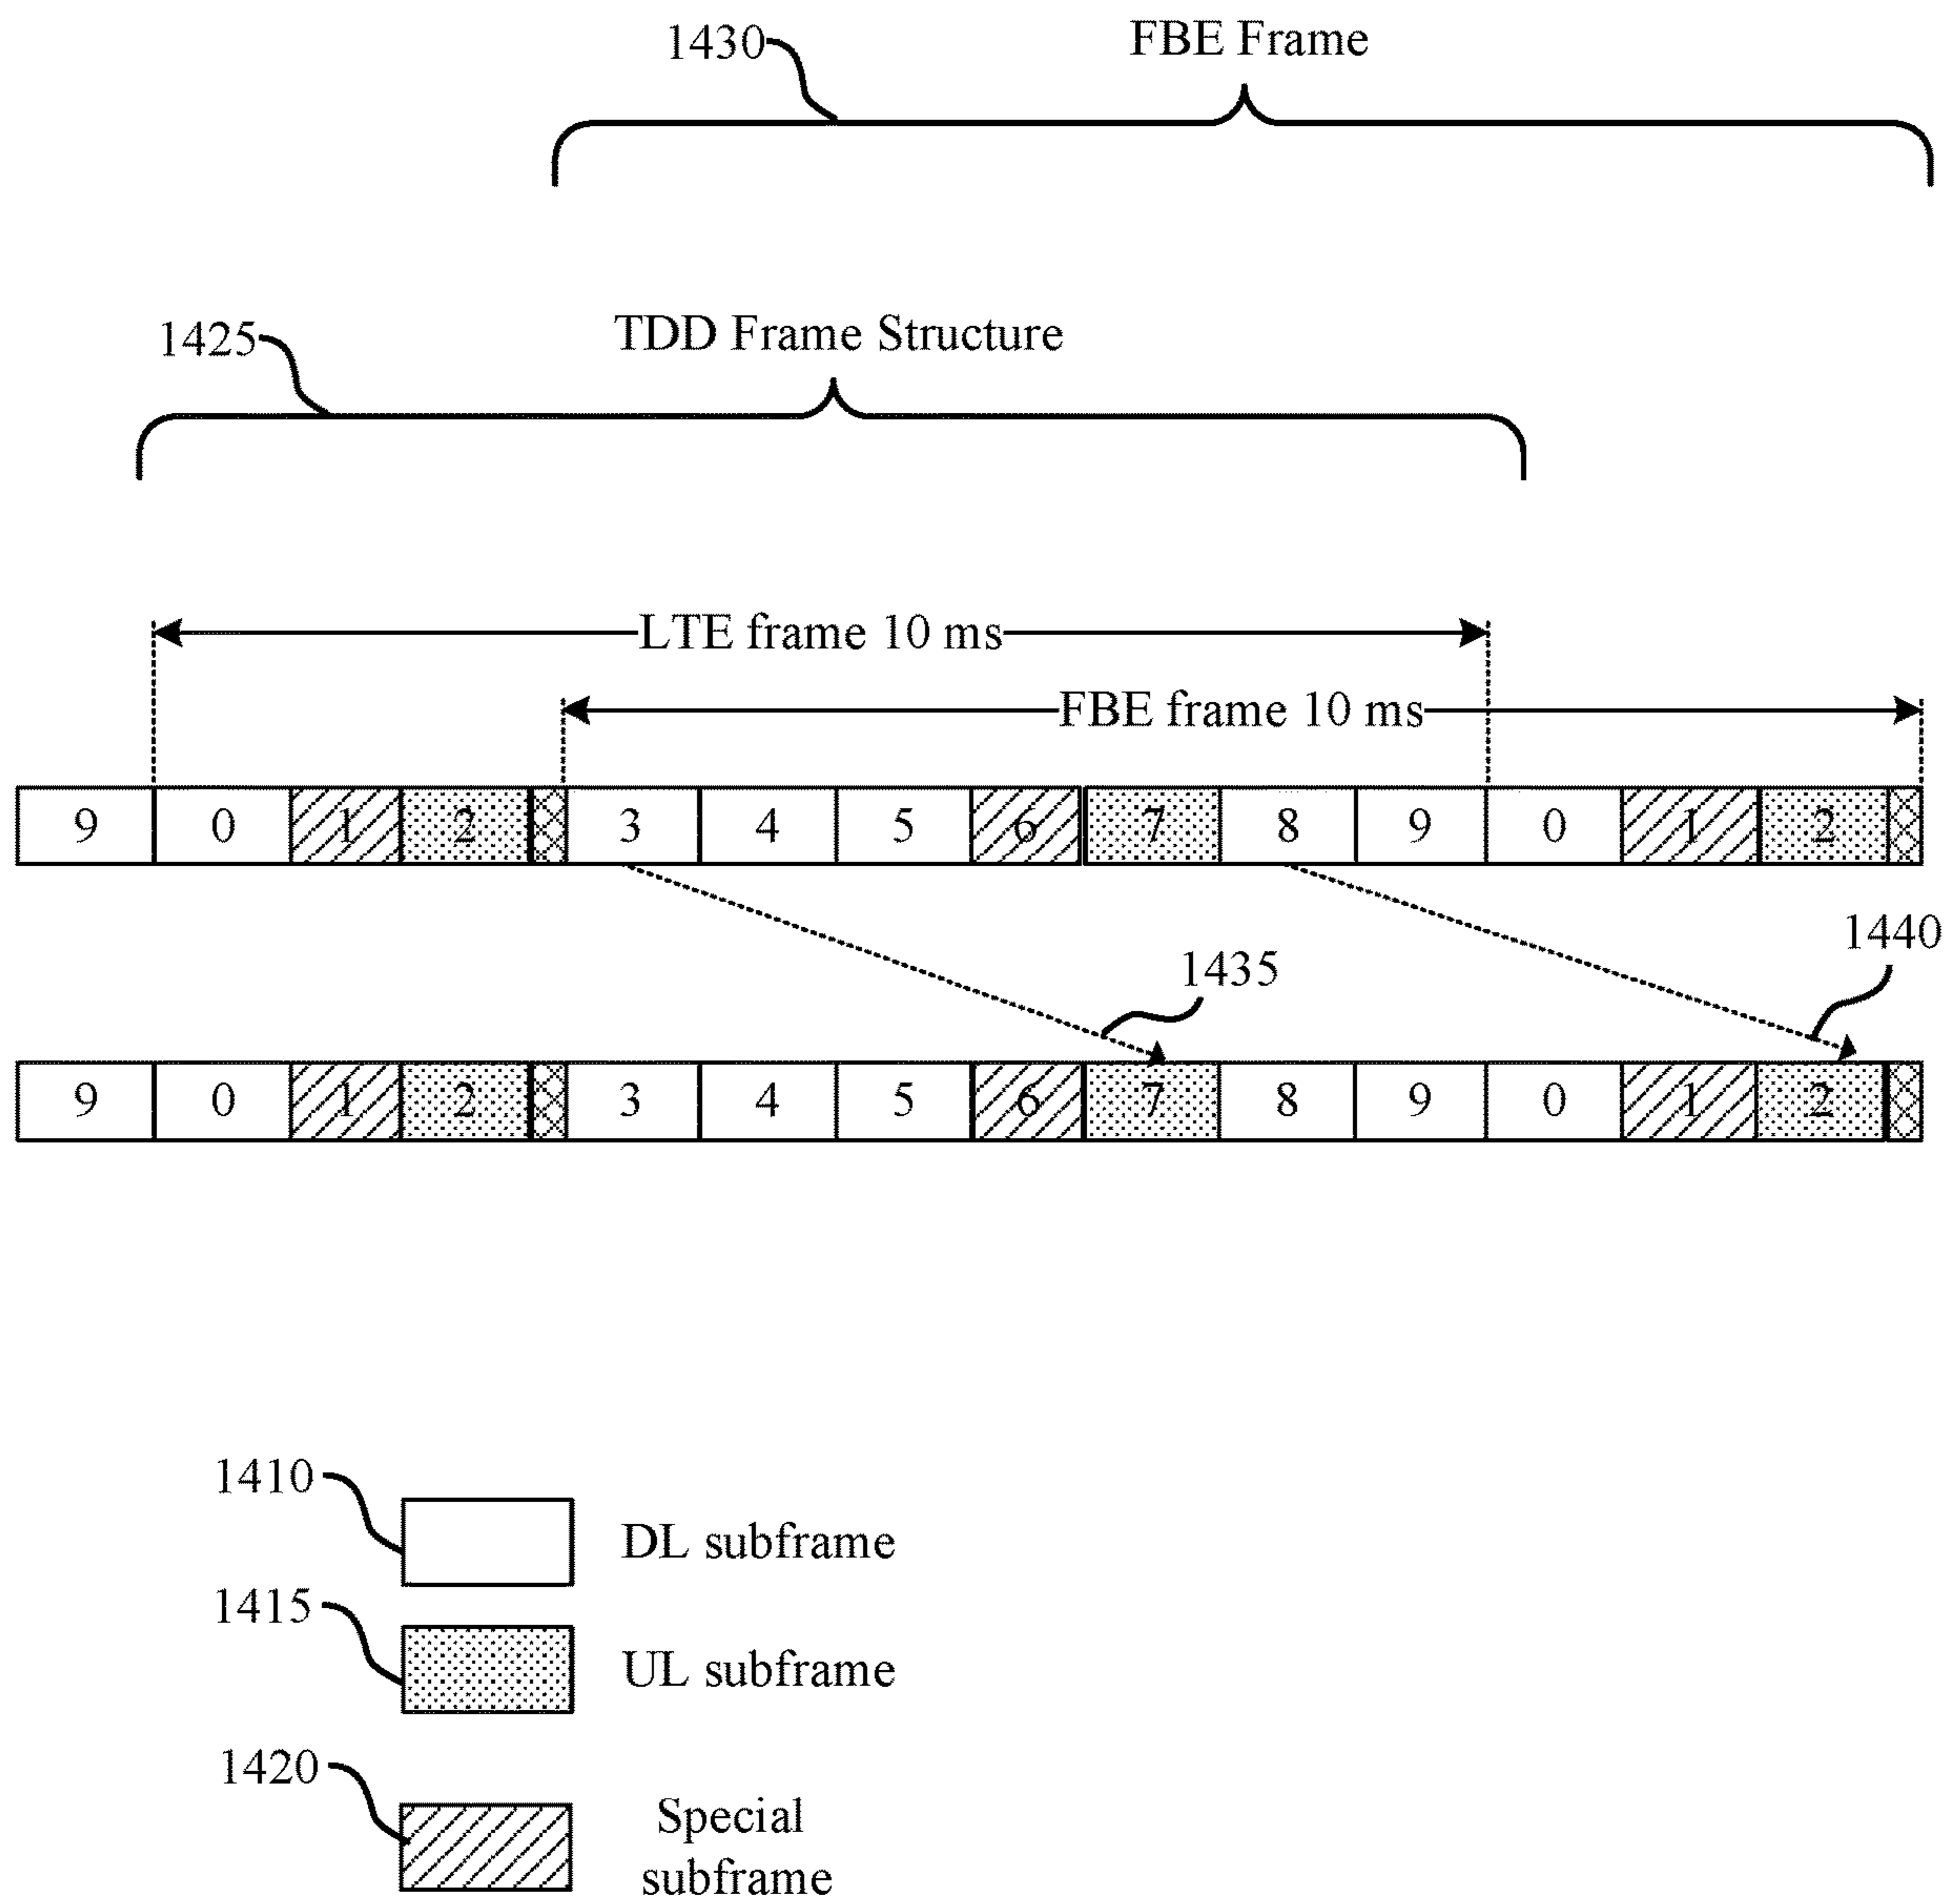 1430
FBE Frame
1425
TDD Frame Structure
LTE frame 10 ms
FBE frame 10 ms
9 0 1 2 3 4 5 6 7 8 9 0 1 2
1440
1435
9 0 1 2 3 4 5 6 7 8 9 0 1 2
1410
DL subframe
1415
UL subframe
1420
Special
subframe